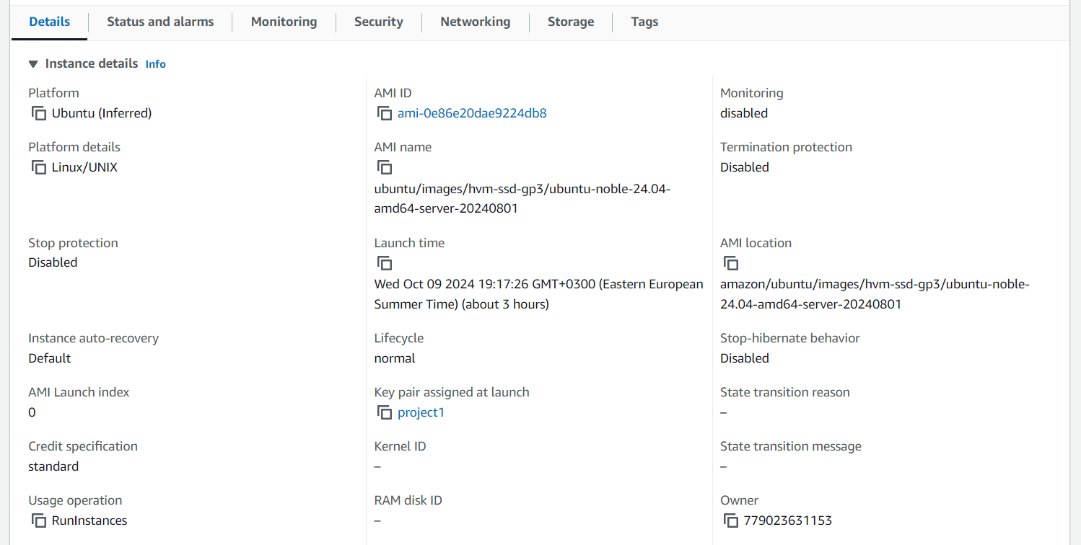 Details
Status and alarms
Monitoring
Security
Networking
Storage
Tags
Instance details Info
Platform
Ubuntu (Inferred)
AMI ID
ami-0e86e20dae9224db8
Monitoring
disabled
Platform details
Linux/UNIX
AMI name
ubuntu/images/hvm-ssd-gp3/ubuntu-noble-24.04-
amd64-server-20240801
Termination protection
Disabled
Stop protection
Disabled
Launch time
Wed Oct 09 2024 19:17:26 GMT+0300 (Eastern European
Summer Time) (about 3 hours)
AMI location
amazon/ubuntu/images/hvm-ssd-gp3/ubuntu-noble-
24.04-amd64-server-20240801
Instance auto-recovery
Default
Lifecycle
normal
Stop-hibernate behavior
Disabled
AMI Launch index
0
Key pair assigned at launch
project1
State transition reason
–
Credit specification
standard
Kernel ID
–
State transition message
–
Usage operation
RunInstances
RAM disk ID
–
Owner
779023631153